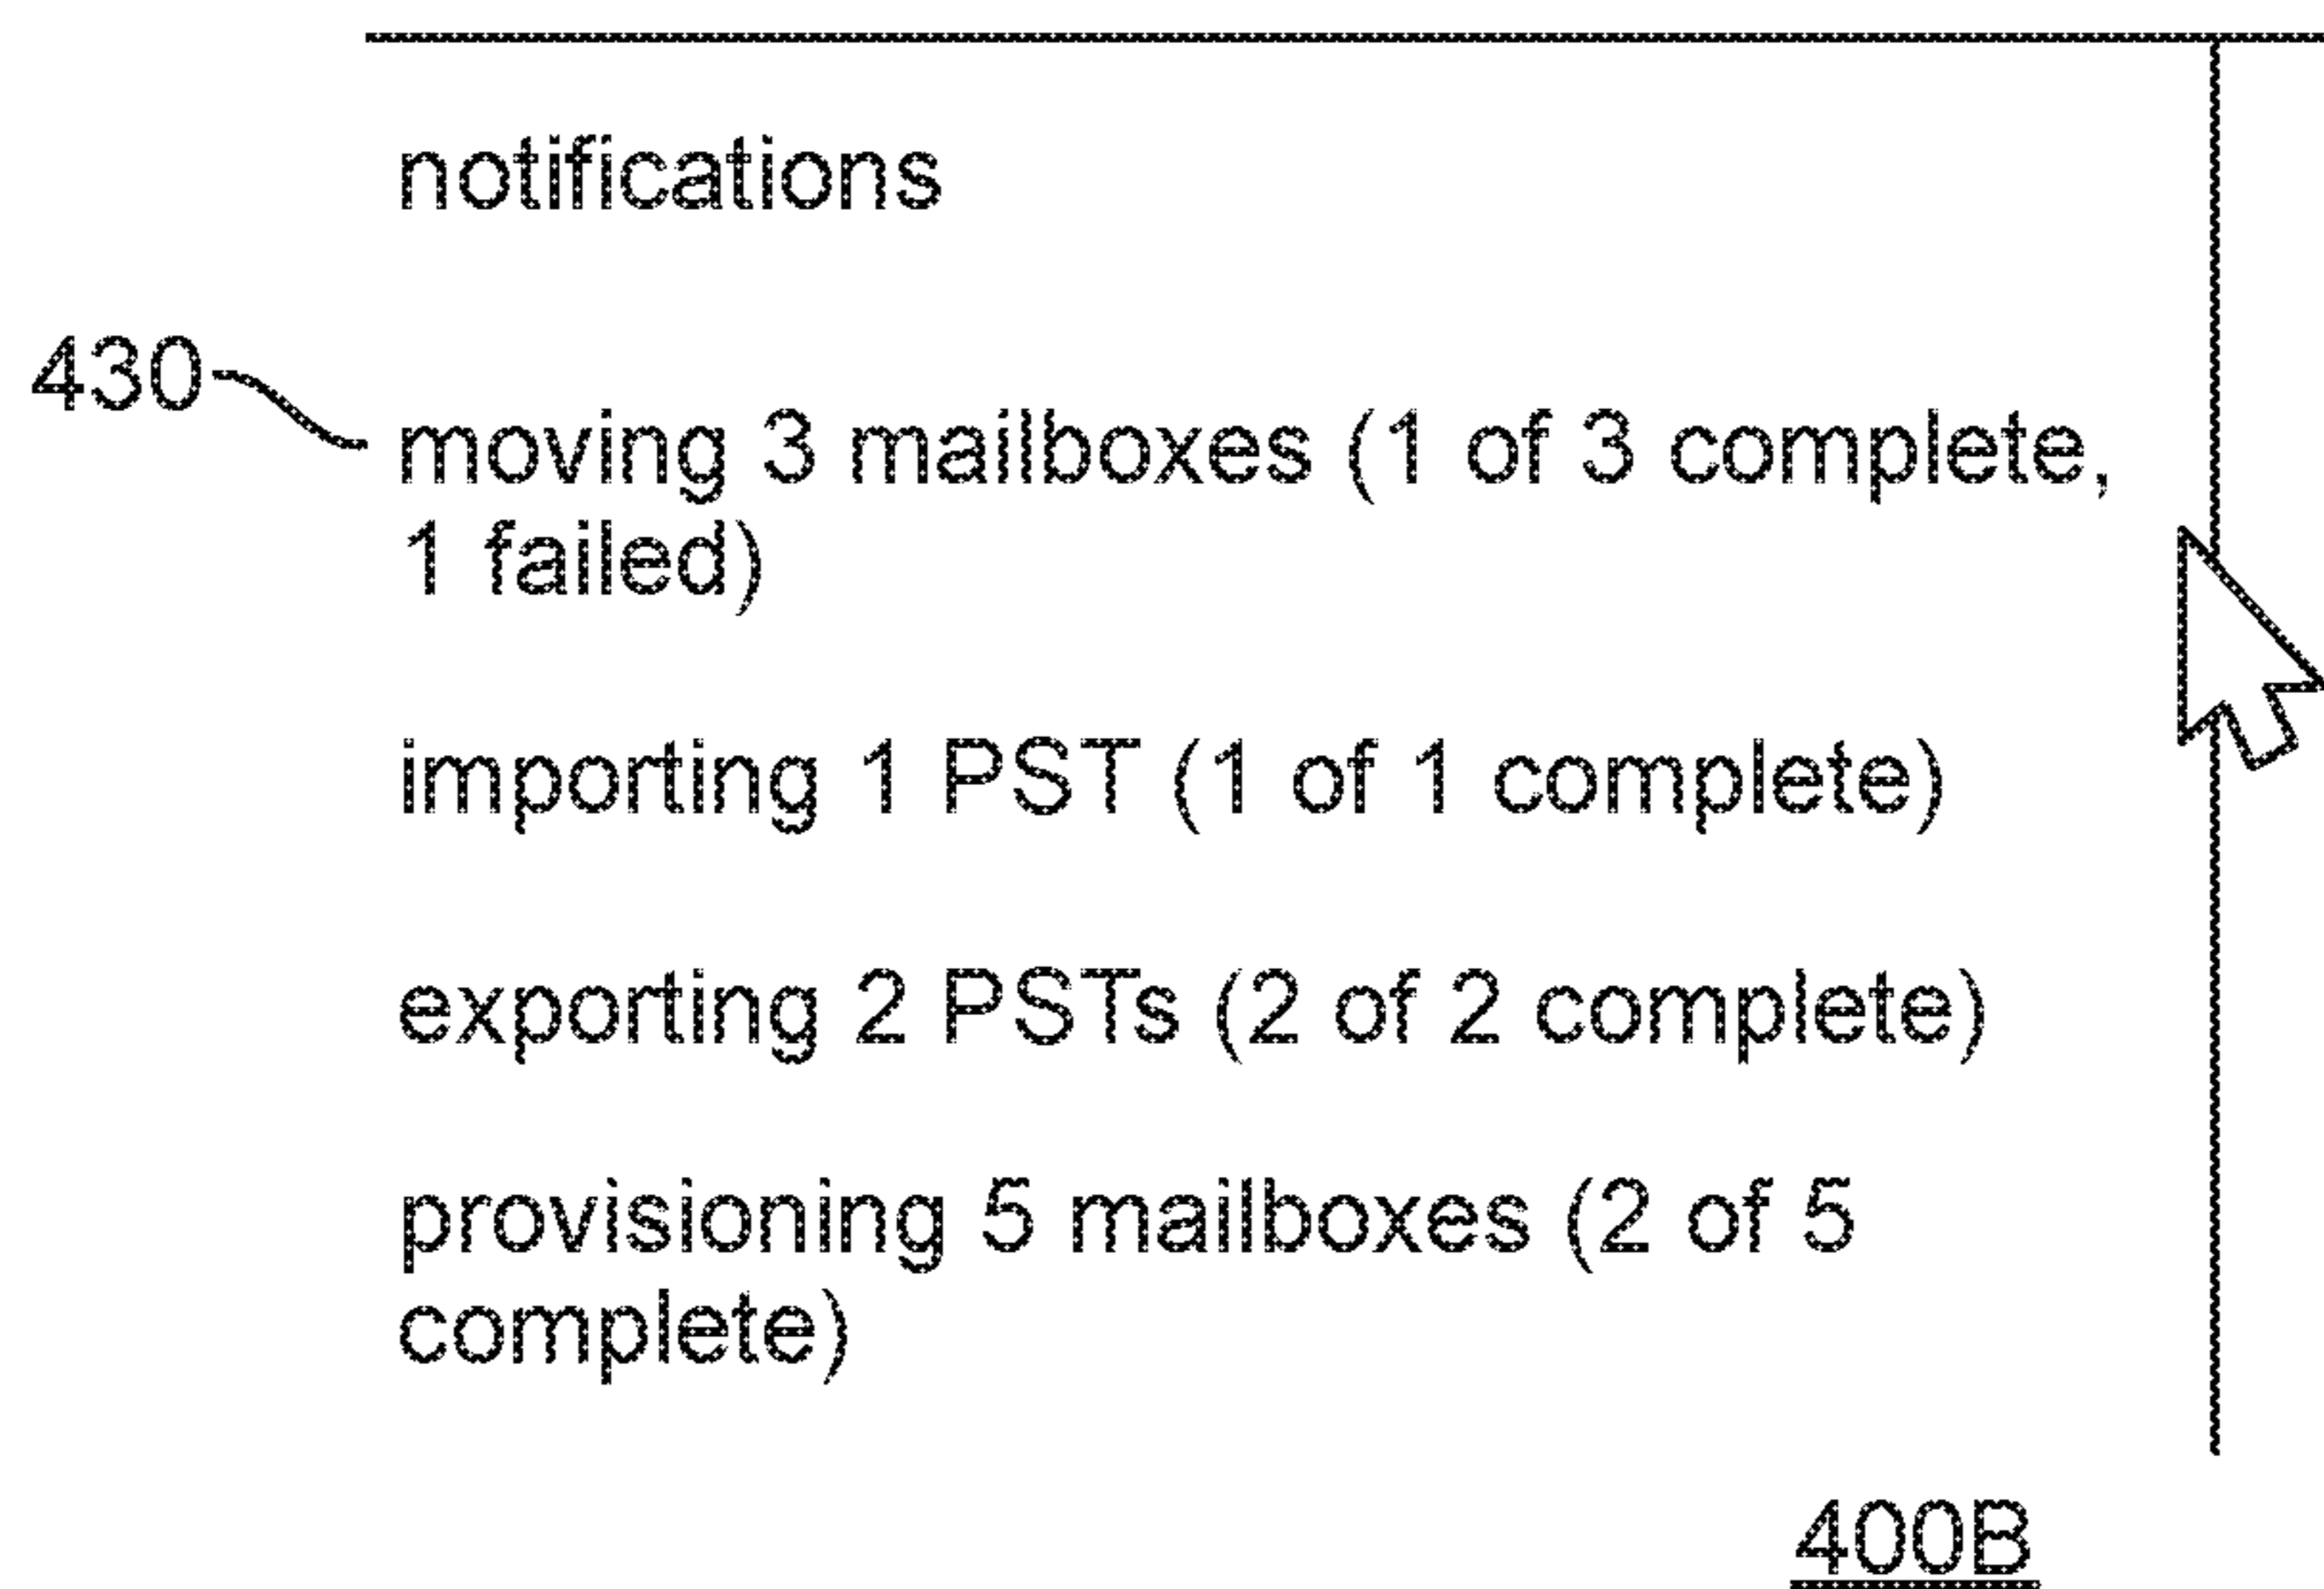 notifications
430
moving 3 mailboxes (1 of 3 complete,
1 failed)
importing 1 PST (1 of 1 complete)
exporting 2 PSTs (2 of 2 complete)
provisioning 5 mailboxes (2 of 5
complete)
400B